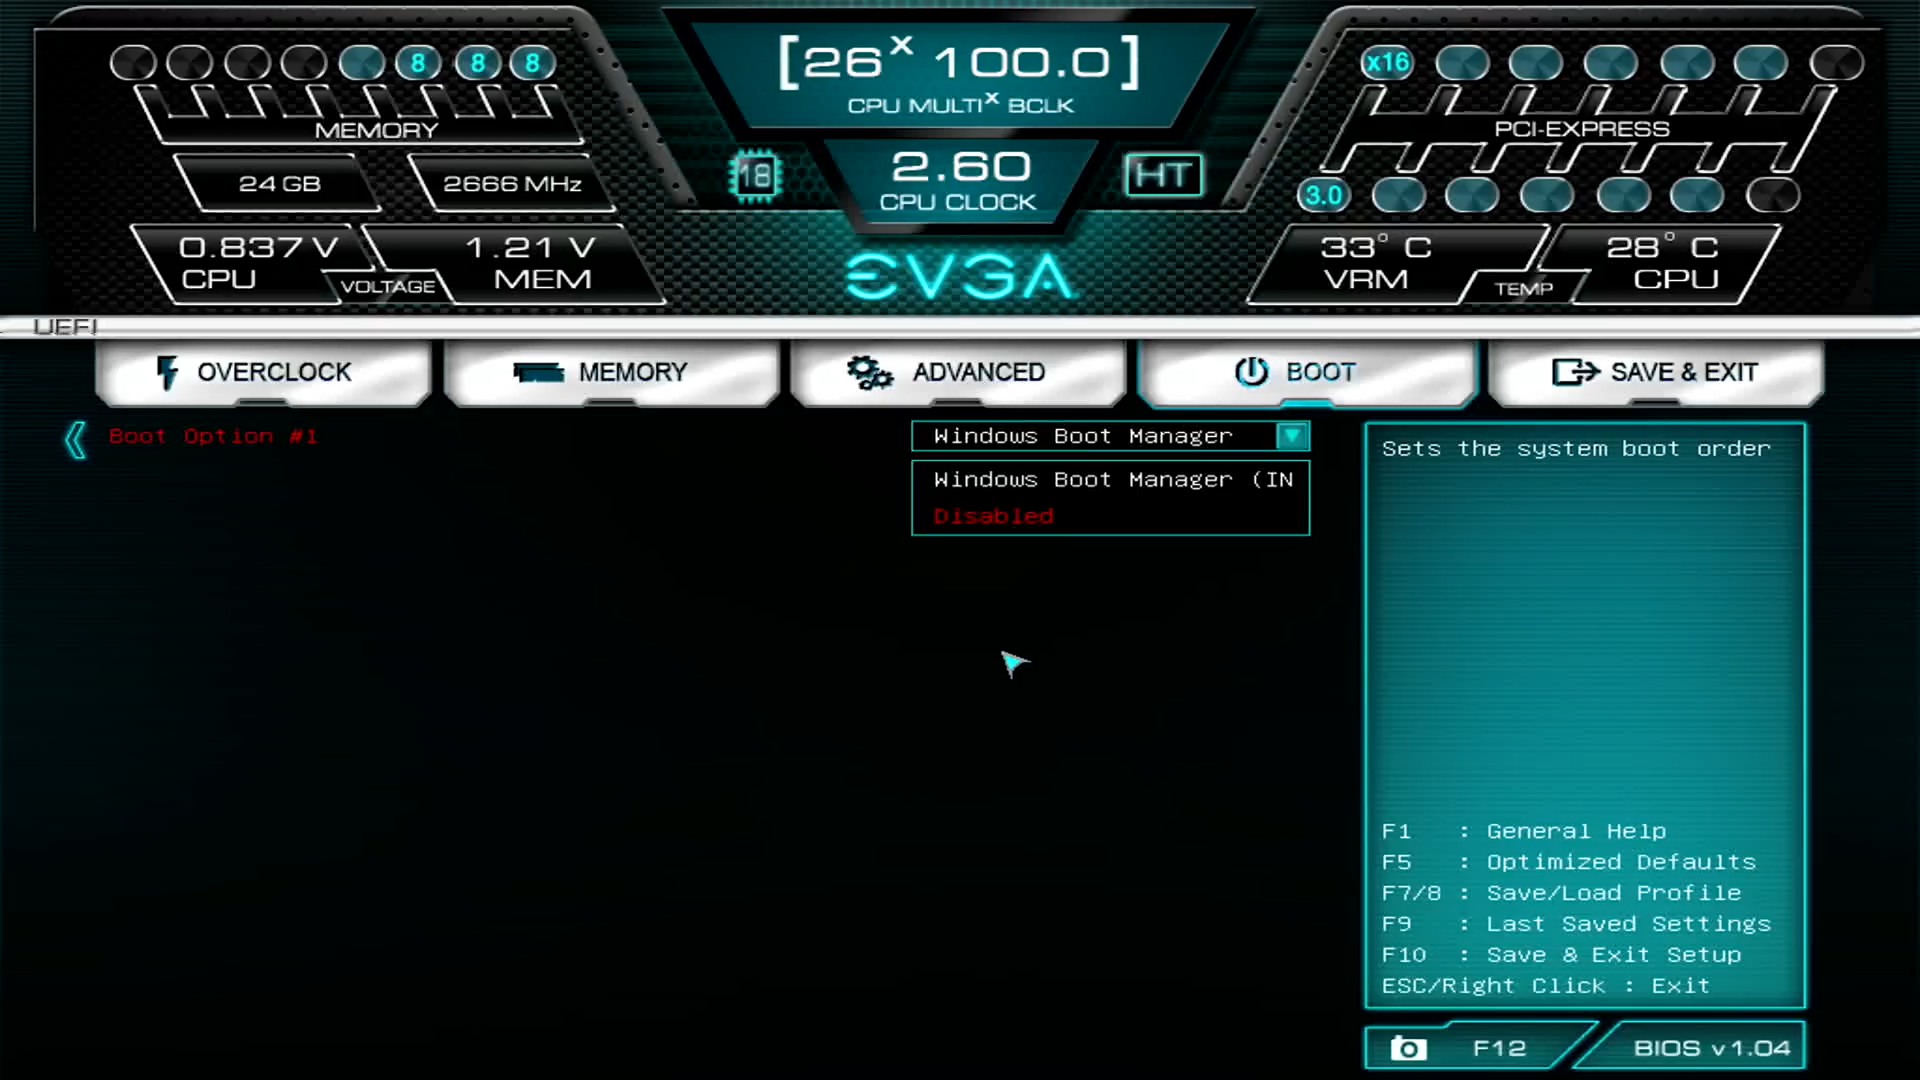 8 8 8
MEMORY
24 GB
2666 MHz
0.837 V
CPU
VOLTAGE
1.21 V
MEM
[26x 100.0]
CPU MULTIx BCLK
18
2.60
CPU CLOCK
HT
EVGA
x16
PCI-EXPRESS
3.0
33° C
VRM
TEMP
28° C
CPU
UEFI
OVERCLOCK
MEMORY
ADVANCED
BOOT
SAVE & EXIT
Boot Option #1
Windows Boot Manager
Windows Boot Manager (IN
Disabled
Sets the system boot order
F1 : General Help
F5 : Optimized Defaults
F7/8 : Save/Load Profile
F9 : Last Saved Settings
F10 : Save & Exit Setup
ESC/Right Click : Exit
F12
BIOS v1.04